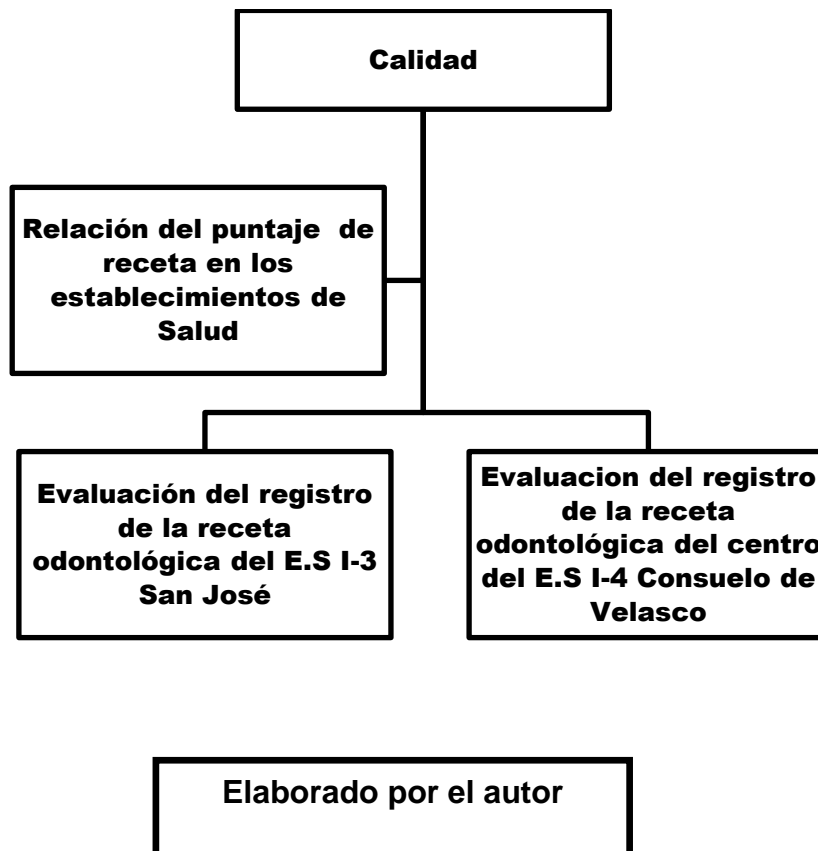 Calidad
Relación del puntaje de
receta en los
establecimientos de
Salud
Evaluación del registro
de la receta
odontológica del E.S I-3
San José
Evaluacion del registro
de la receta
odontológica del centro
del E.S I-4 Consuelo de
Velasco
Elaborado por el autor